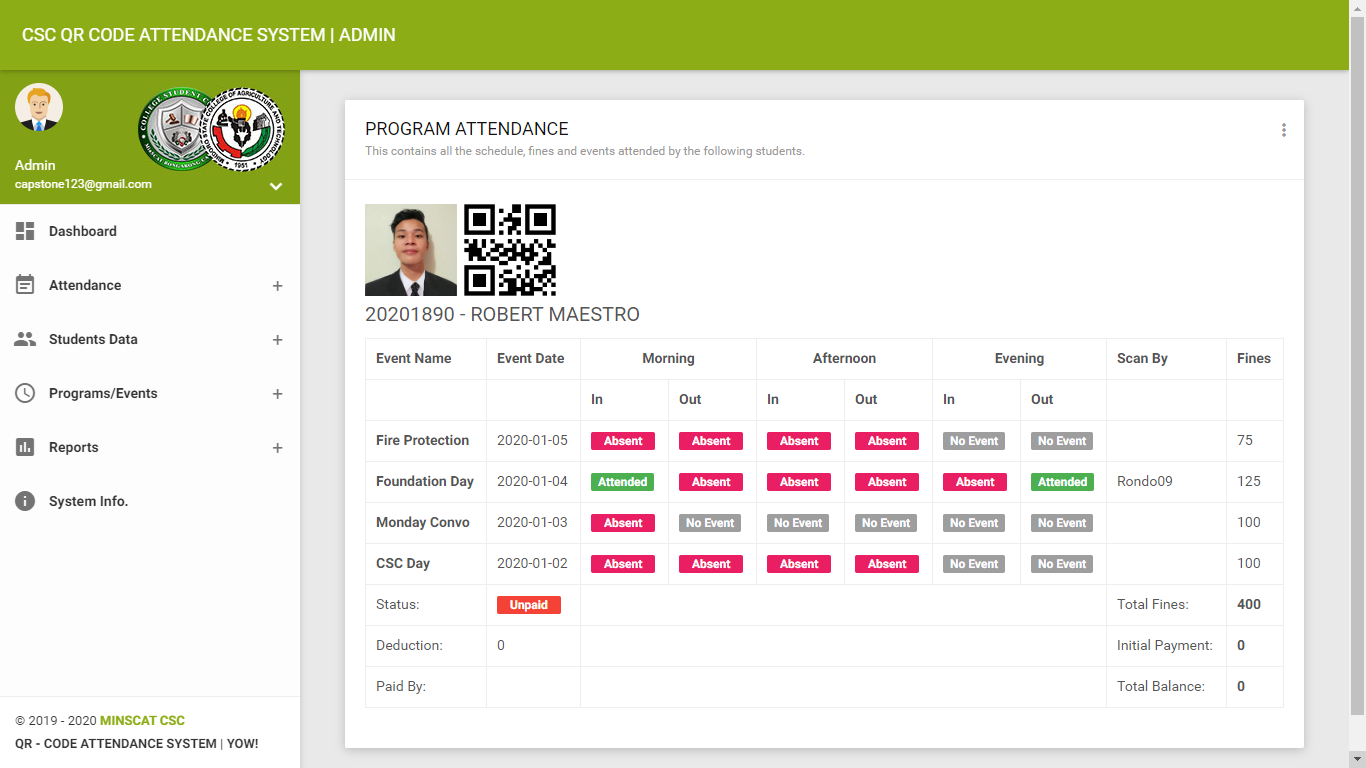 CSC QR CODE ATTENDANCE SYSTEM | ADMIN
Admin
capstone123@gmail.com
Dashboard
Attendance +
Students Data +
Programs/Events +
Reports +
System Info.
© 2019 - 2020 MINSCAT CSC
QR - CODE ATTENDANCE SYSTEM | YOW!
PROGRAM ATTENDANCE
This contains all the schedule, fines and events attended by the following students.
20201890 - ROBERT MAESTRO
Event Name Event Date Morning Afternoon Evening Scan By Fines
In Out In Out In Out
Fire Protection 2020-01-05 Absent Absent Absent Absent No Event No Event 75
Foundation Day 2020-01-04 Attended Absent Absent Absent Absent Attended Rondo09 125
Monday Convo 2020-01-03 Absent No Event No Event No Event No Event No Event 100
CSC Day 2020-01-02 Absent Absent Absent Absent No Event No Event 100
Status: Unpaid Total Fines: 400
Deduction: 0 Initial Payment: 0
Paid By: Total Balance: 0